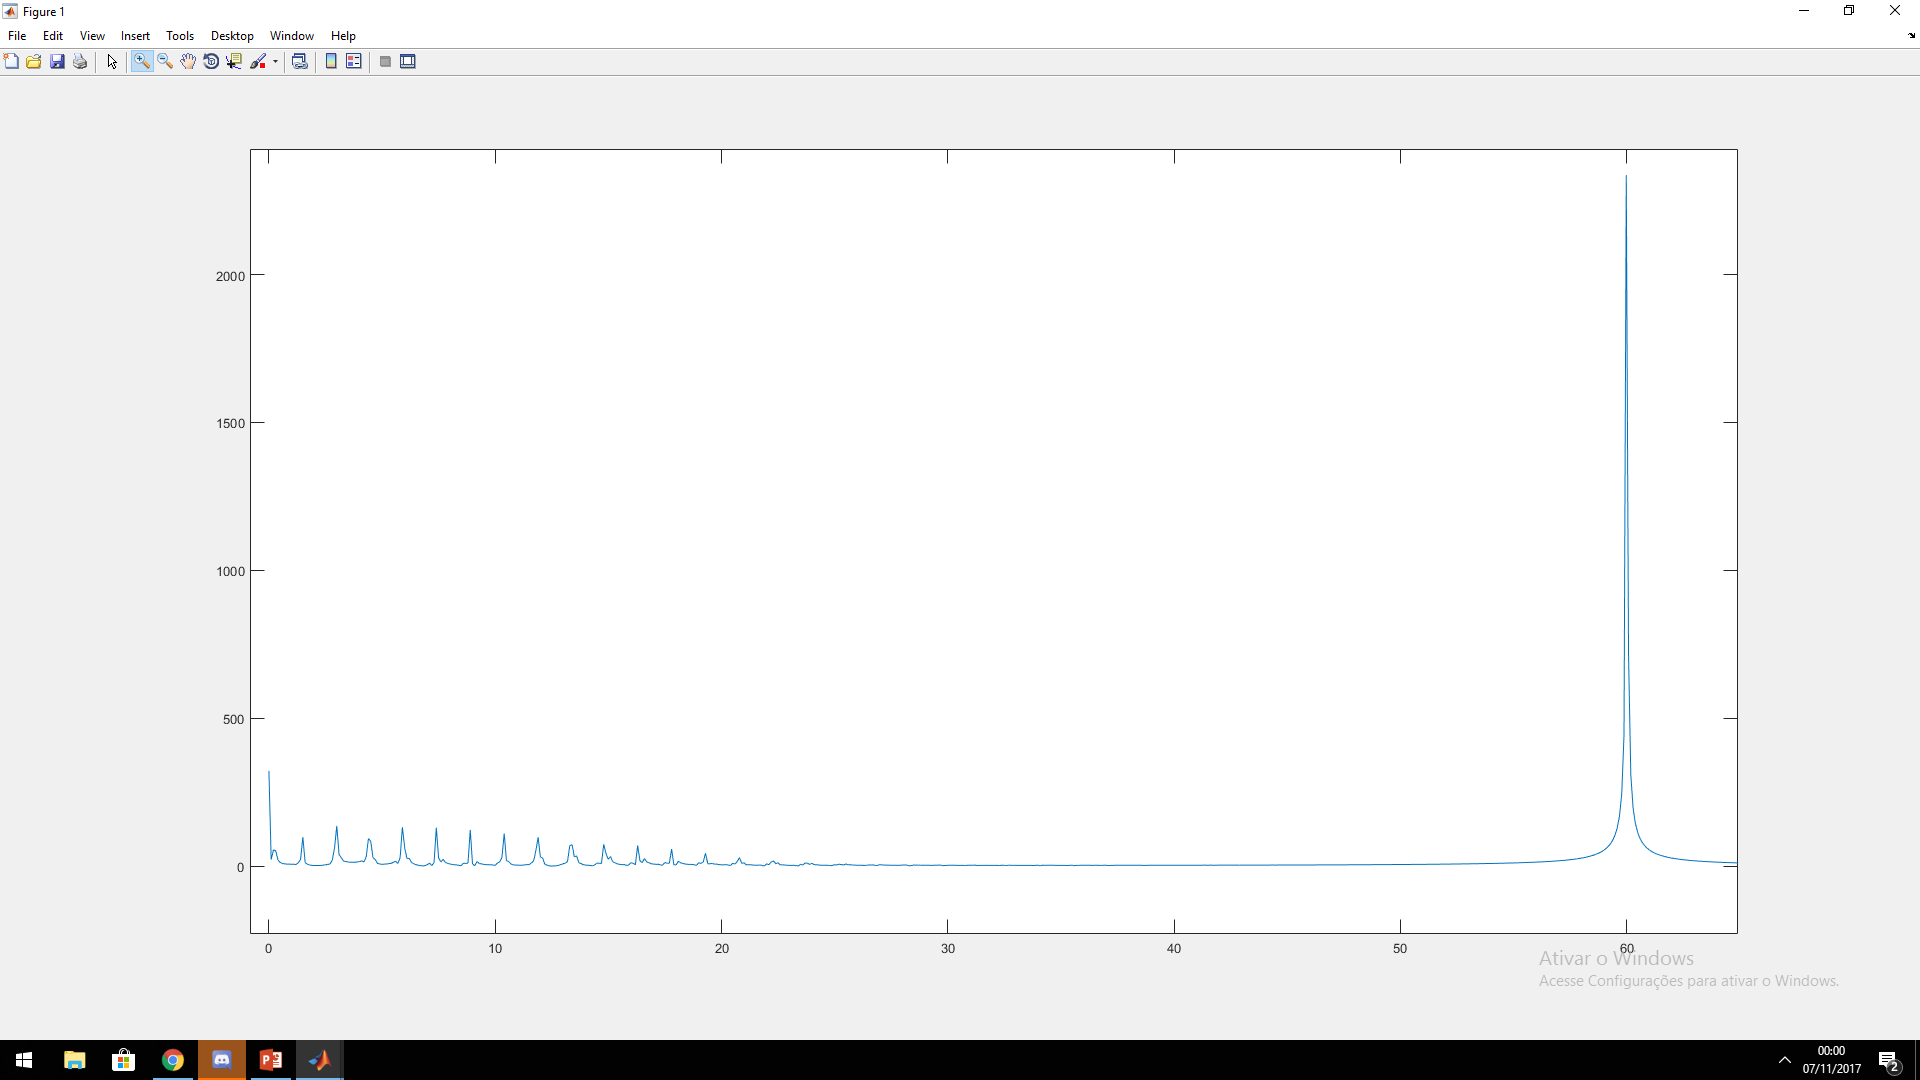 Figure 1
File Edit View Insert Tools Desktop Window Help
2000
1500
1000
500
0
0 10 20 30 40 50 60
Ativar o Windows
Acesse Configurações para ativar o Windows.
00:00
07/11/2017
2